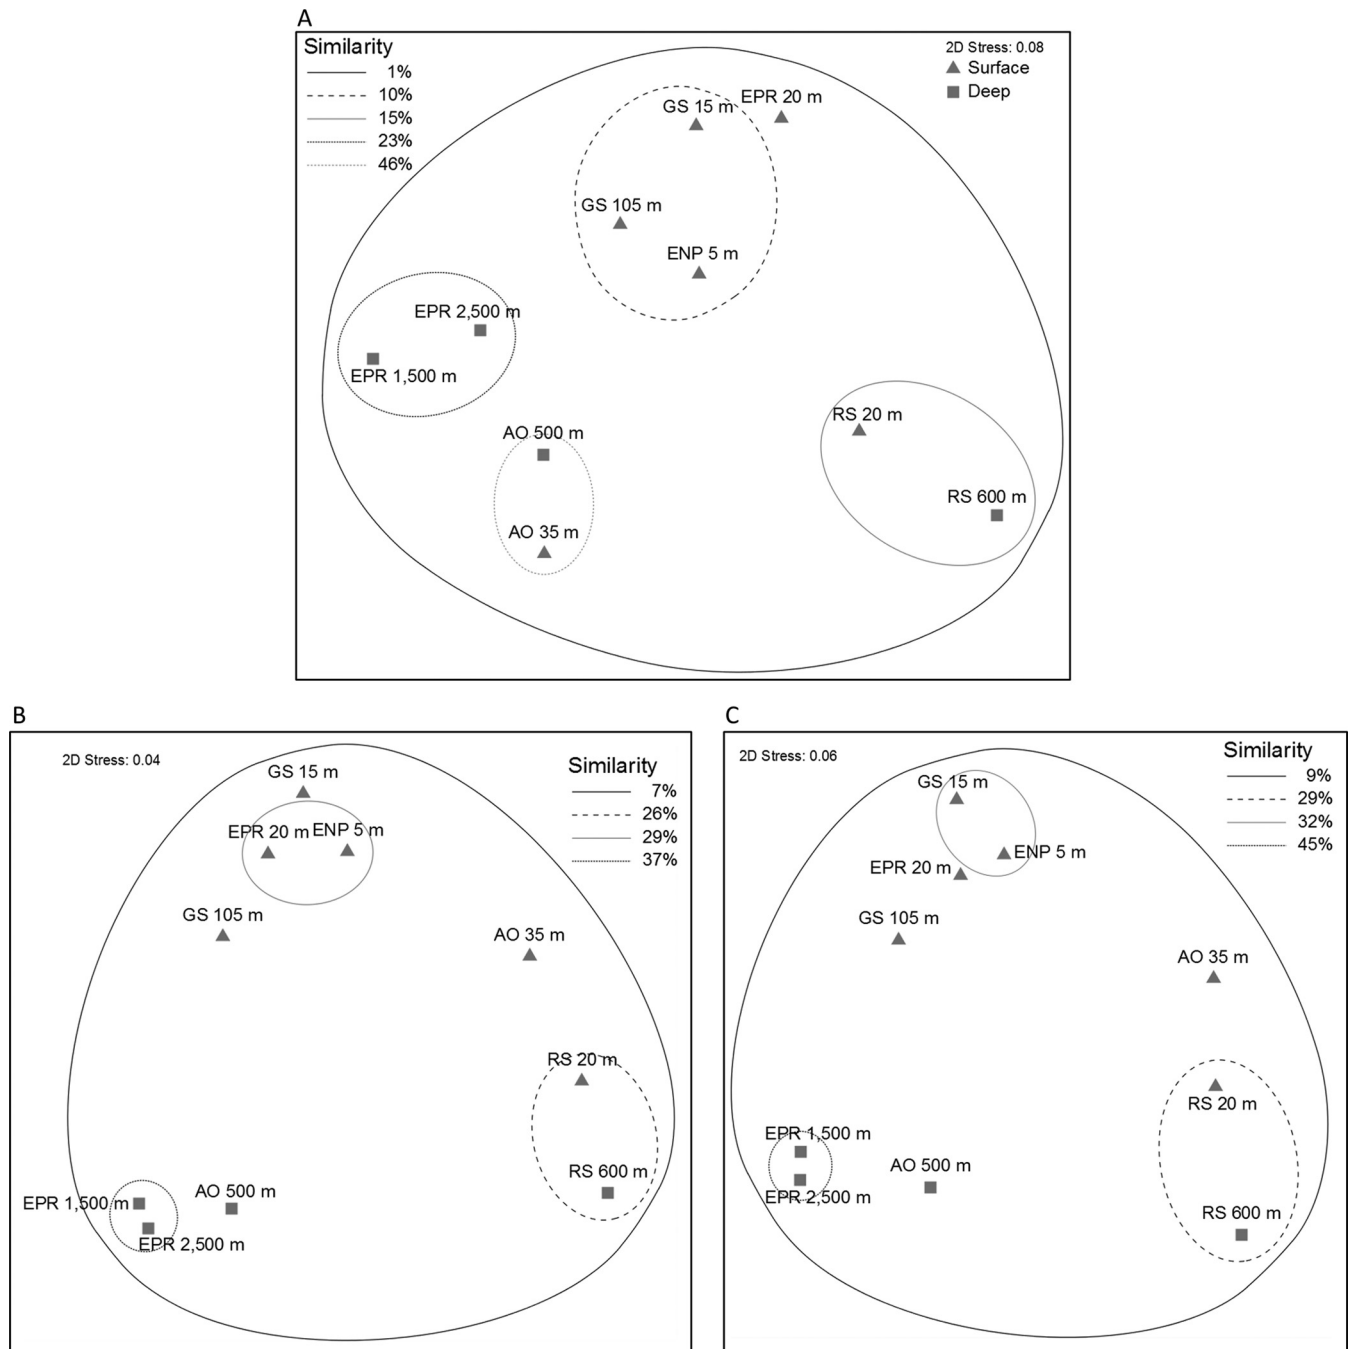 A
Similarity
1%
10%
15%
23%
46%
2D Stress: 0.08
Surface
Deep
GS 15 m
EPR 20 m
GS 105 m
ENP 5 m
EPR 2,500 m
EPR 1,500 m
RS 20 m
AO 500 m
RS 600 m
AO 35 m
B
2D Stress: 0.04
Similarity
7%
26%
29%
37%
GS 15 m
EPR 20 m
ENP 5 m
GS 105 m
AO 35 m
RS 20 m
RS 600 m
EPR 1,500 m
AO 500 m
EPR 2,500 m
C
2D Stress: 0.06
Similarity
9%
29%
32%
45%
GS 15 m
ENP 5 m
EPR 20 m
GS 105 m
AO 35 m
RS 20 m
EPR 1,500 m
AO 500 m
EPR 2,500 m
RS 600 m